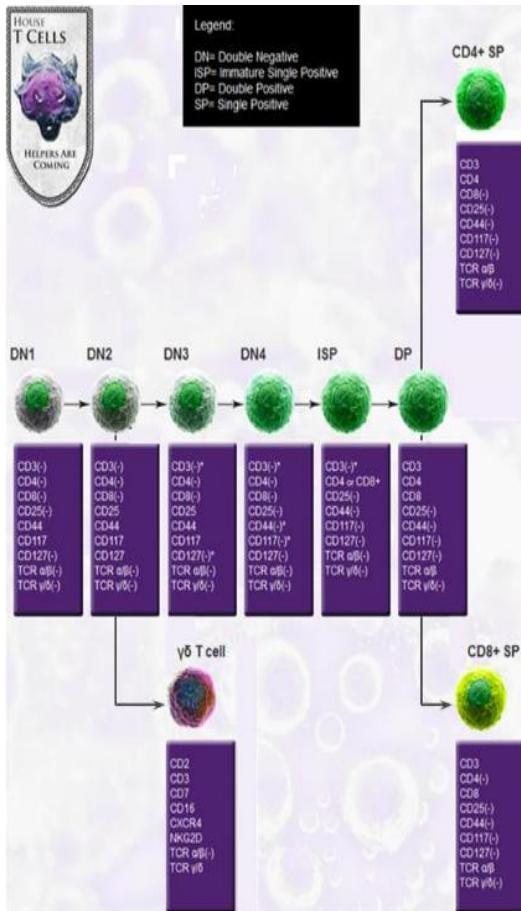 HOUSE
T CELLS
HELPERS ARE
COMING
Legend:
DN= Double Negative
ISP= Immature Single Positive
DP= Double Positive
SP= Single Positive
CD4+ SP
CD3
CD4
CD8(-)
CD25(-)
CD44(-)
CD117(-)
CD127(-)
TCR α/β
TCR γ/δ(-)
DN1
DN2
DN3
DN4
ISP
DP
CD3(-)
CD4(-)
CD8(-)
CD25(-)
CD44
CD117
CD127(-)
TCR α/β(-)
TCR γ/δ(-)
CD3(-)
CD4(-)
CD8(-)
CD25
CD44
CD117
CD127
TCR α/β(-)
TCR γ/δ(-)
CD3(-)*
CD4(-)
CD8(-)
CD25
CD44
CD117
CD127(-)*
TCR α/β(-)
TCR γ/δ(-)
CD3(-)*
CD4(-)
CD8(-)
CD25(-)
CD44(-)*
CD117(-)*
CD127(-)
TCR α/β(-)
TCR γ/δ(-)
CD3(-)*
CD4 or CD8+
CD25(-)
CD44(-)
CD117(-)
CD127(-)
TCR α/β(-)
TCR γ/δ(-)
CD3
CD4
CD8
CD25(-)
CD44(-)
CD117(-)
CD127(-)
TCR α/β
TCR γ/δ(-)
γδ T cell
CD2
CD3
CD7
CD16
CXCR4
NKG2D
TCR α/β(-)
TCR γ/δ
CD8+ SP
CD3
CD4(-)
CD8
CD25(-)
CD44(-)
CD117(-)
CD127(-)
TCR α/β
TCR γ/δ(-)